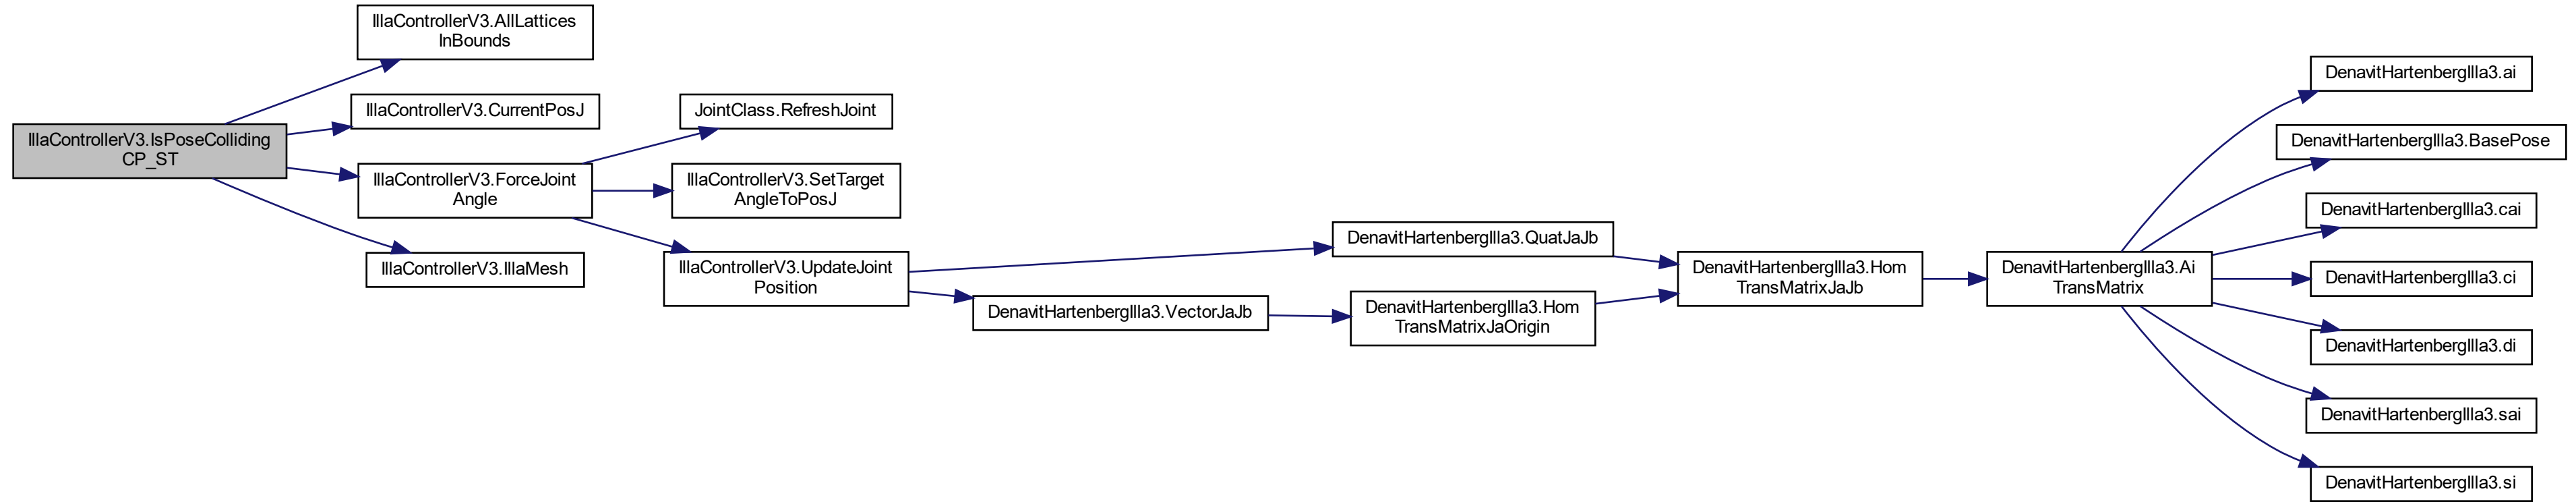 IllaControllerV3.IsPoseColliding
CP_ST
IllaControllerV3.AllLattices
InBounds
IllaControllerV3.CurrentPosJ
IllaControllerV3.ForceJoint
Angle
IllaControllerV3.IllaMesh
JointClass.RefreshJoint
IllaControllerV3.SetTarget
AngleToPosJ
IllaControllerV3.UpdateJoint
Position
DenavitHartenbergIlla3.QuatJaJb
DenavitHartenbergIlla3.VectorJaJb
DenavitHartenbergIlla3.Hom
TransMatrixJaOrigin
DenavitHartenbergIlla3.Hom
TransMatrixJaJb
DenavitHartenbergIlla3.Ai
TransMatrix
DenavitHartenbergIlla3.ai
DenavitHartenbergIlla3.BasePose
DenavitHartenbergIlla3.cai
DenavitHartenbergIlla3.ci
DenavitHartenbergIlla3.di
DenavitHartenbergIlla3.sai
DenavitHartenbergIlla3.si